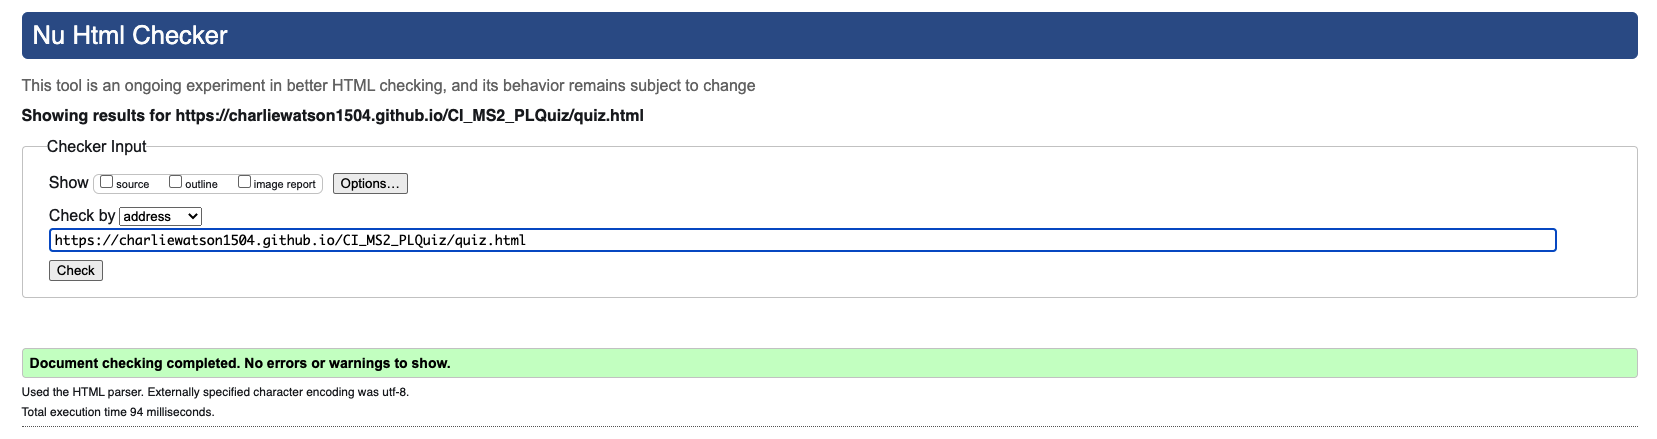 Nu Html Checker
This tool is an ongoing experiment in better HTML checking, and its behavior remains subject to change
Showing results for https://charliewatson1504.github.io/CI_MS2_PLQuiz/quiz.html
Checker Input
Show source outline image report Options...
Check by address
https://charliewatson1504.github.io/CI_MS2_PLQuiz/quiz.html
Check
Document checking completed. No errors or warnings to show.
Used the HTML parser. Externally specified character encoding was utf-8.
Total execution time 94 milliseconds.